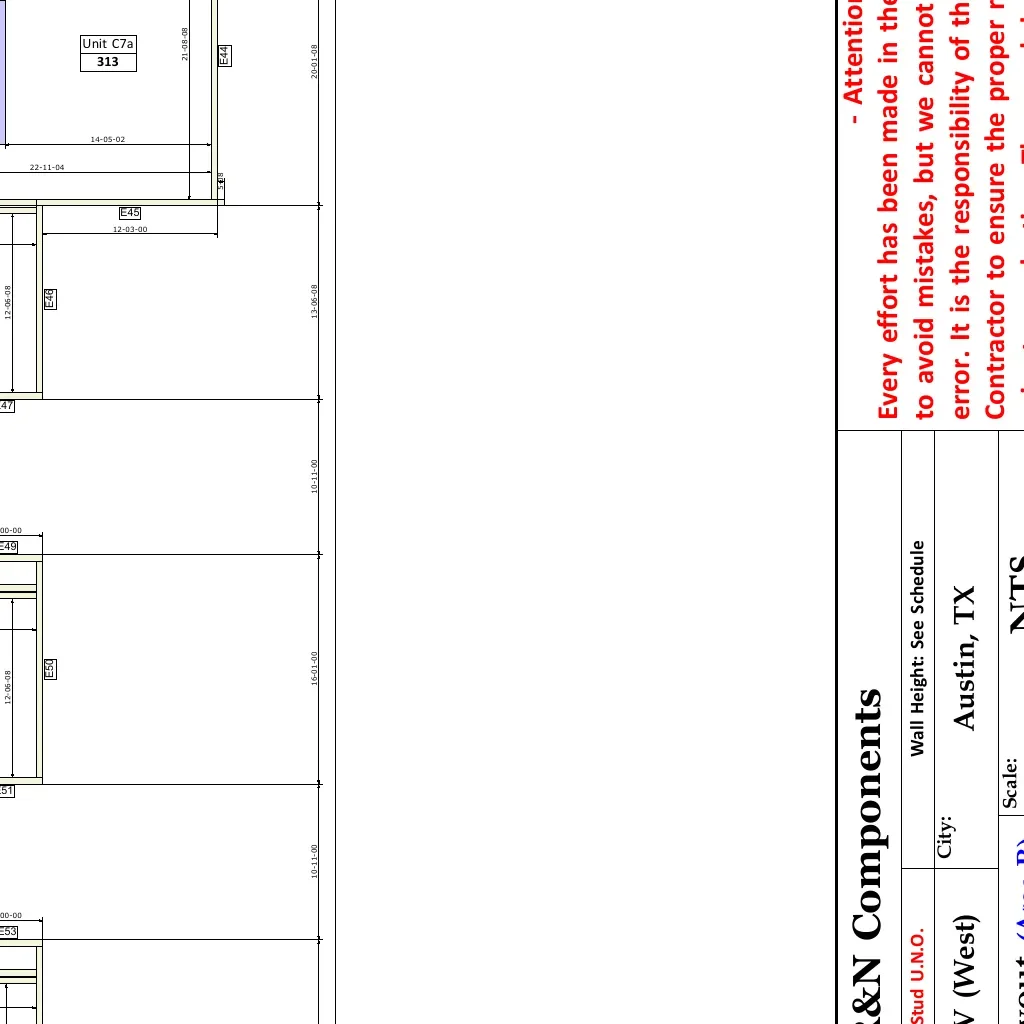 Unit C7a
313
21-08-08
E44
20-01-08
14-05-02
22-11-04
E45
12-03-00
12-06-08
E46
13-06-08
47
10-11-00
00-00
E49
12-06-08
E50
16-01-00
51
10-11-00
00-00
E53
- Attention
Every effort has been made in the
to avoid mistakes, but we cannot
error. It is the responsibility of th
Contractor to ensure the proper r
&N Components
Wall Height: See Schedule
Stud U.N.O.
City:
Austin, TX
(West)
Scale:
NTS